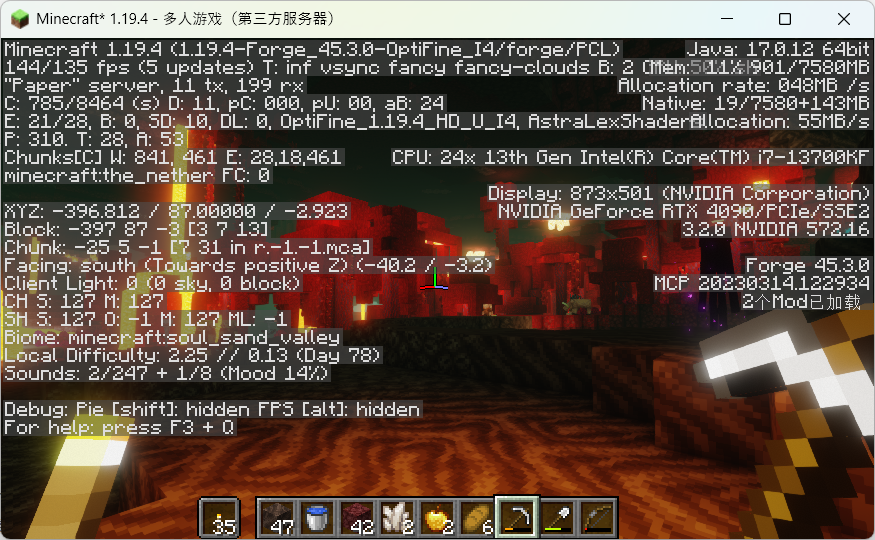 Minecraft* 1.19.4 - 多人游戏（第三方服务器）
Minecraft 1.19.4 (1.19.4-Forge_45.3.0-OptiFine_I4/forge/PCL)
Java: 17.0.12 64bit
144/135 fps (5 updates) T: inf vsync fancy fancy-clouds B: 2
Mem: 11% 901/7580MB
"Paper" server, 11 tx, 199 rx
Allocation rate: 048MB /s
C: 785/8464 (s) D: 11, pC: 000, pU: 00, aB: 24
Native: 19/7580+143MB
E: 21/28, B: 0, SD: 10, DL: 0, OptiFine_1.19.4_HD_U_I4, AstraLexShader
Allocation: 55MB/s
P: 310. T: 28, A: 53
Chunks[C] W: 841, 461 E: 28,18,461
CPU: 24x 13th Gen Intel(R) Core(TM) i7-13700KF
minecraft:the_nether FC: 0
Display: 873x501 (NVIDIA Corporation)
XYZ: -396.812 / 87.00000 / -2.923
NVIDIA GeForce RTX 4090/PCIe/SSE2
Block: -397 87 -3 [3 7 13]
3.2.0 NVIDIA 572.16
Chunk: -25 5 -1 [7 31 in r.-1.-1.mca]
Facing: south (Towards positive Z) (-40.2 / -3.2)
Forge 45.3.0
Client Light: 0 (0 sky, 0 block)
MCP 20230314.122934
CH S: 127 M: 127
2个Mod已加载
SH S: 127 O: -1 M: 127 ML: -1
Biome: minecraft:soul_sand_valley
Local Difficulty: 2.25 // 0.13 (Day 78)
Sounds: 2/247 + 1/8 (Mood 14%)
Debug: Pie [shift]: hidden FPS [alt]: hidden
For help: press F3 + Q
35 47 42 2 2 6